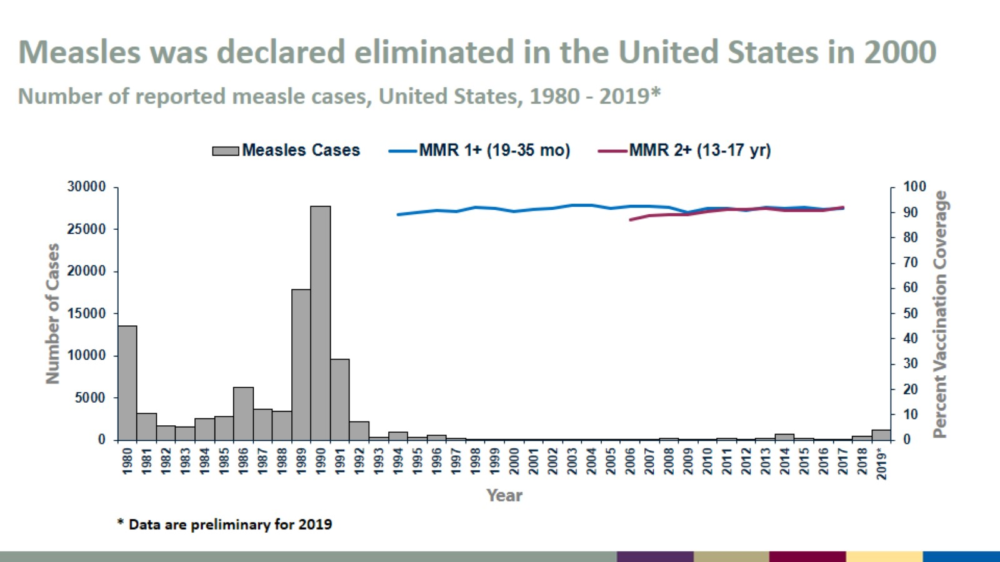 Measles was declared eliminated in the United States in 2000
Number of reported measle cases, United States, 1980 - 2019*
Measles Cases MMR 1+ (19-35 mo) MMR 2+ (13-17 yr)
Number of Cases
30000
25000
20000
15000
10000
5000
0
100
90
80
70
60
50
40
30
20
10
0
Percent Vaccination Coverage
1980 1981 1982 1983 1984 1985 1986 1987 1988 1989 1990 1991 1992 1993 1994 1995 1996 1997 1998 1999 2000 2001 2002 2003 2004 2005 2006 2007 2008 2009 2010 2011 2012 2013 2014 2015 2016 2017 2018 2019*
Year
* Data are preliminary for 2019